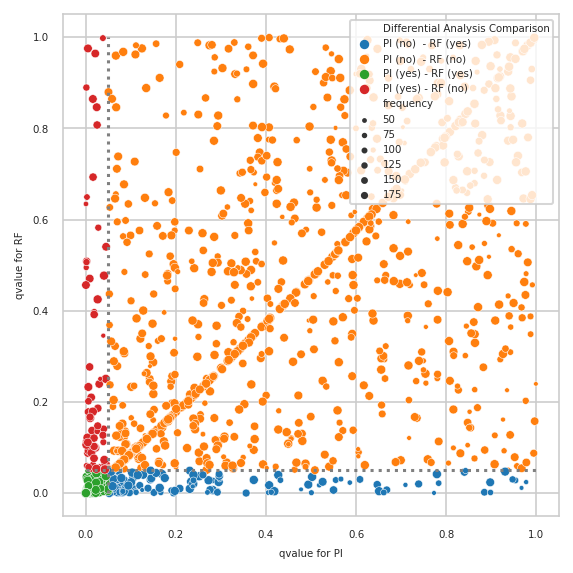 Differential Analysis Comparison
PI (no) - RF (yes)
PI (no) - RF (no)
PI (yes) - RF (yes)
PI (yes) - RF (no)
frequency
50
75
100
125
150
175
qvalue for RF
1.0
0.8
0.6
0.4
0.2
0.0
0.0 0.2 0.4 0.6 0.8 1.0
qvalue for PI